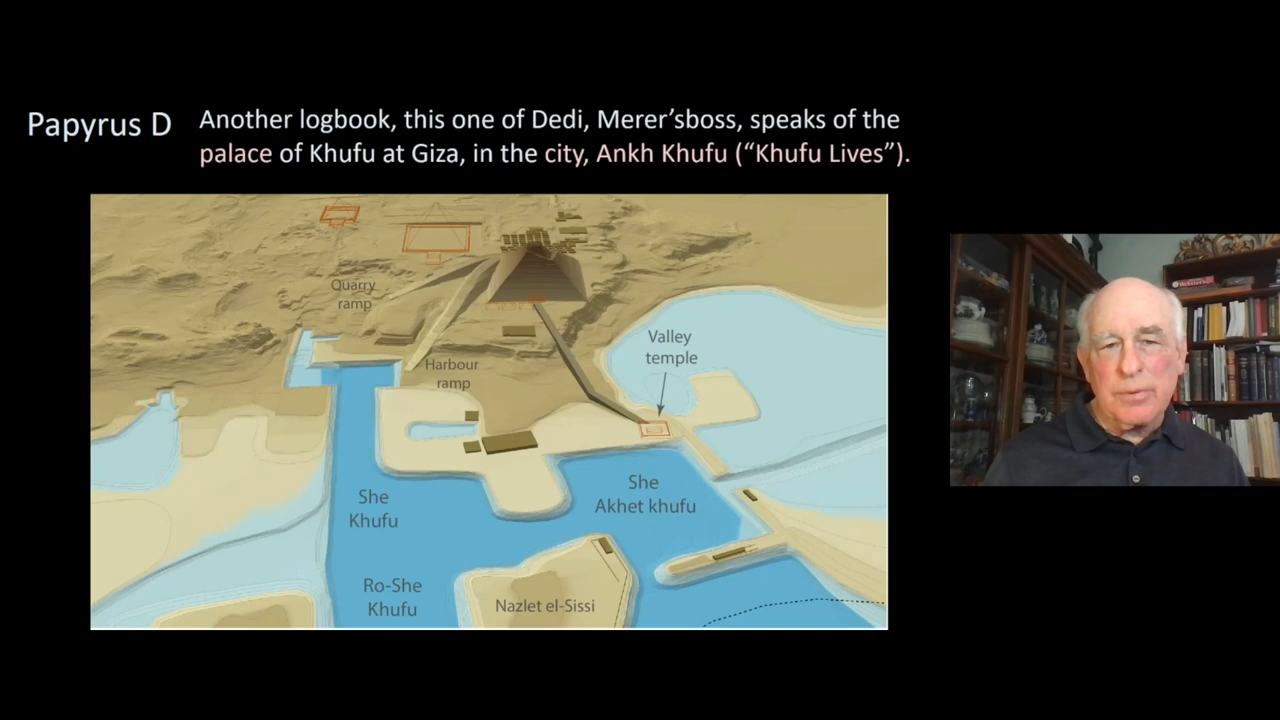 Papyrus D
Another logbook, this one of Dedi, Merer'sboss, speaks of the
palace of Khufu at Giza, in the city, Ankh Khufu (“Khufu Lives”).
Quarry
ramp
Harbour
ramp
Valley
temple
She
Khufu
She
Akhet khufu
Ro-She
Khufu
Nazlet el-Sissi